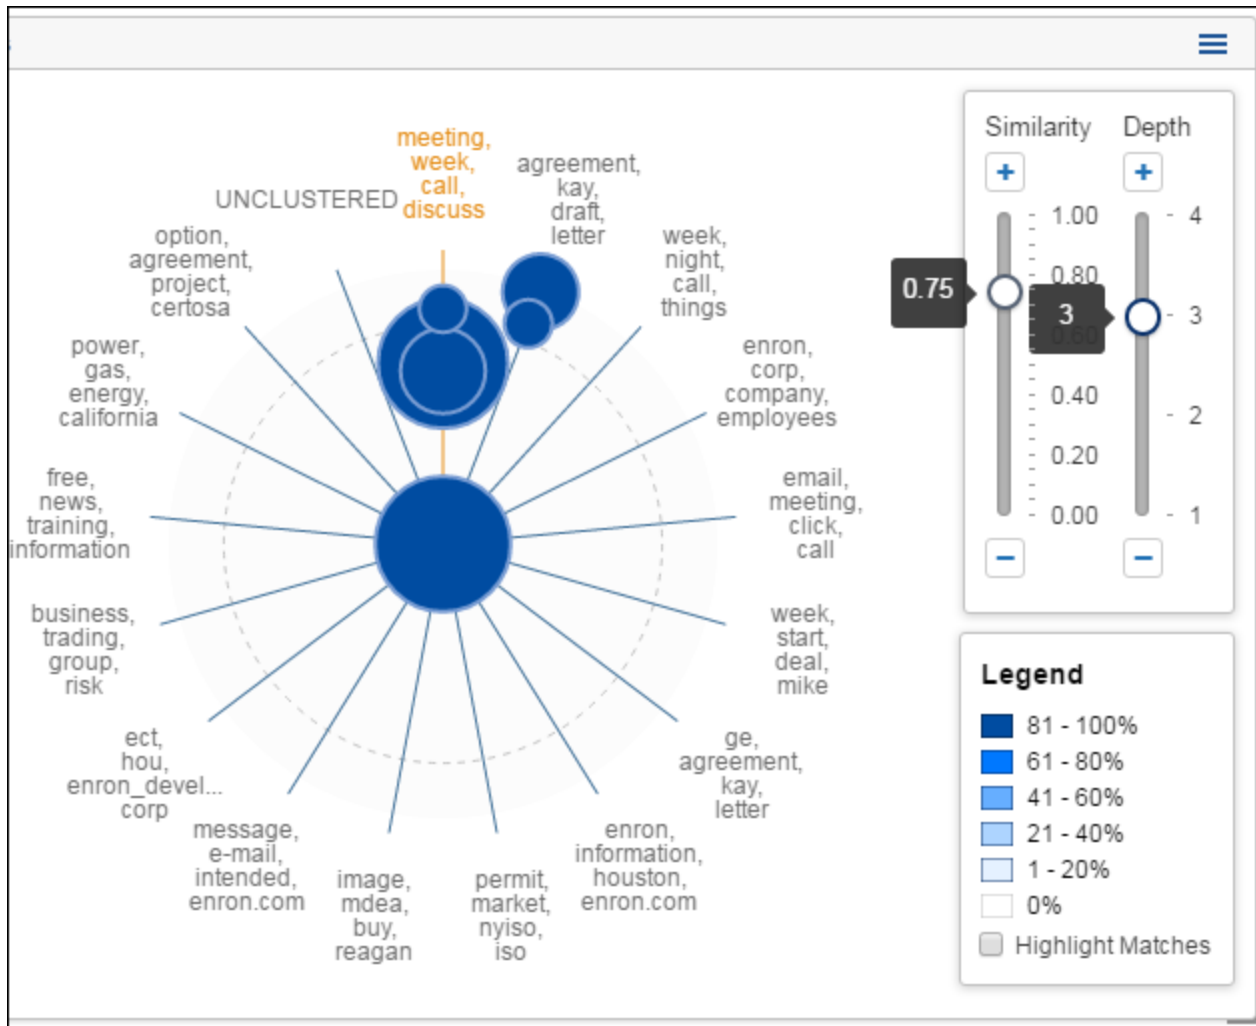 meeting,
week,
call,
discuss
agreement,
kay,
draft,
letter
week,
night,
call,
things
enron,
corp,
company,
employees
email,
meeting,
click,
call
week,
start,
deal,
mike
ge,
agreement,
kay,
letter
enron,
information,
houston,
enron.com
permit,
market,
nyiso,
iso
image,
mdea,
buy,
reagan
message,
e-mail,
intended,
enron.com
ect,
hou,
enron_devel...
corp
business,
trading,
group,
risk
free,
news,
training,
information
power,
gas,
energy,
california
option,
agreement,
project,
certosa
UNCLUSTERED
Similarity
+
1.00
0.80
0.60
0.40
0.20
0.00
−
0.75
Depth
+
4
3
2
1
−
3
Legend
81 - 100%
61 - 80%
41 - 60%
21 - 40%
1 - 20%
0%
Highlight Matches